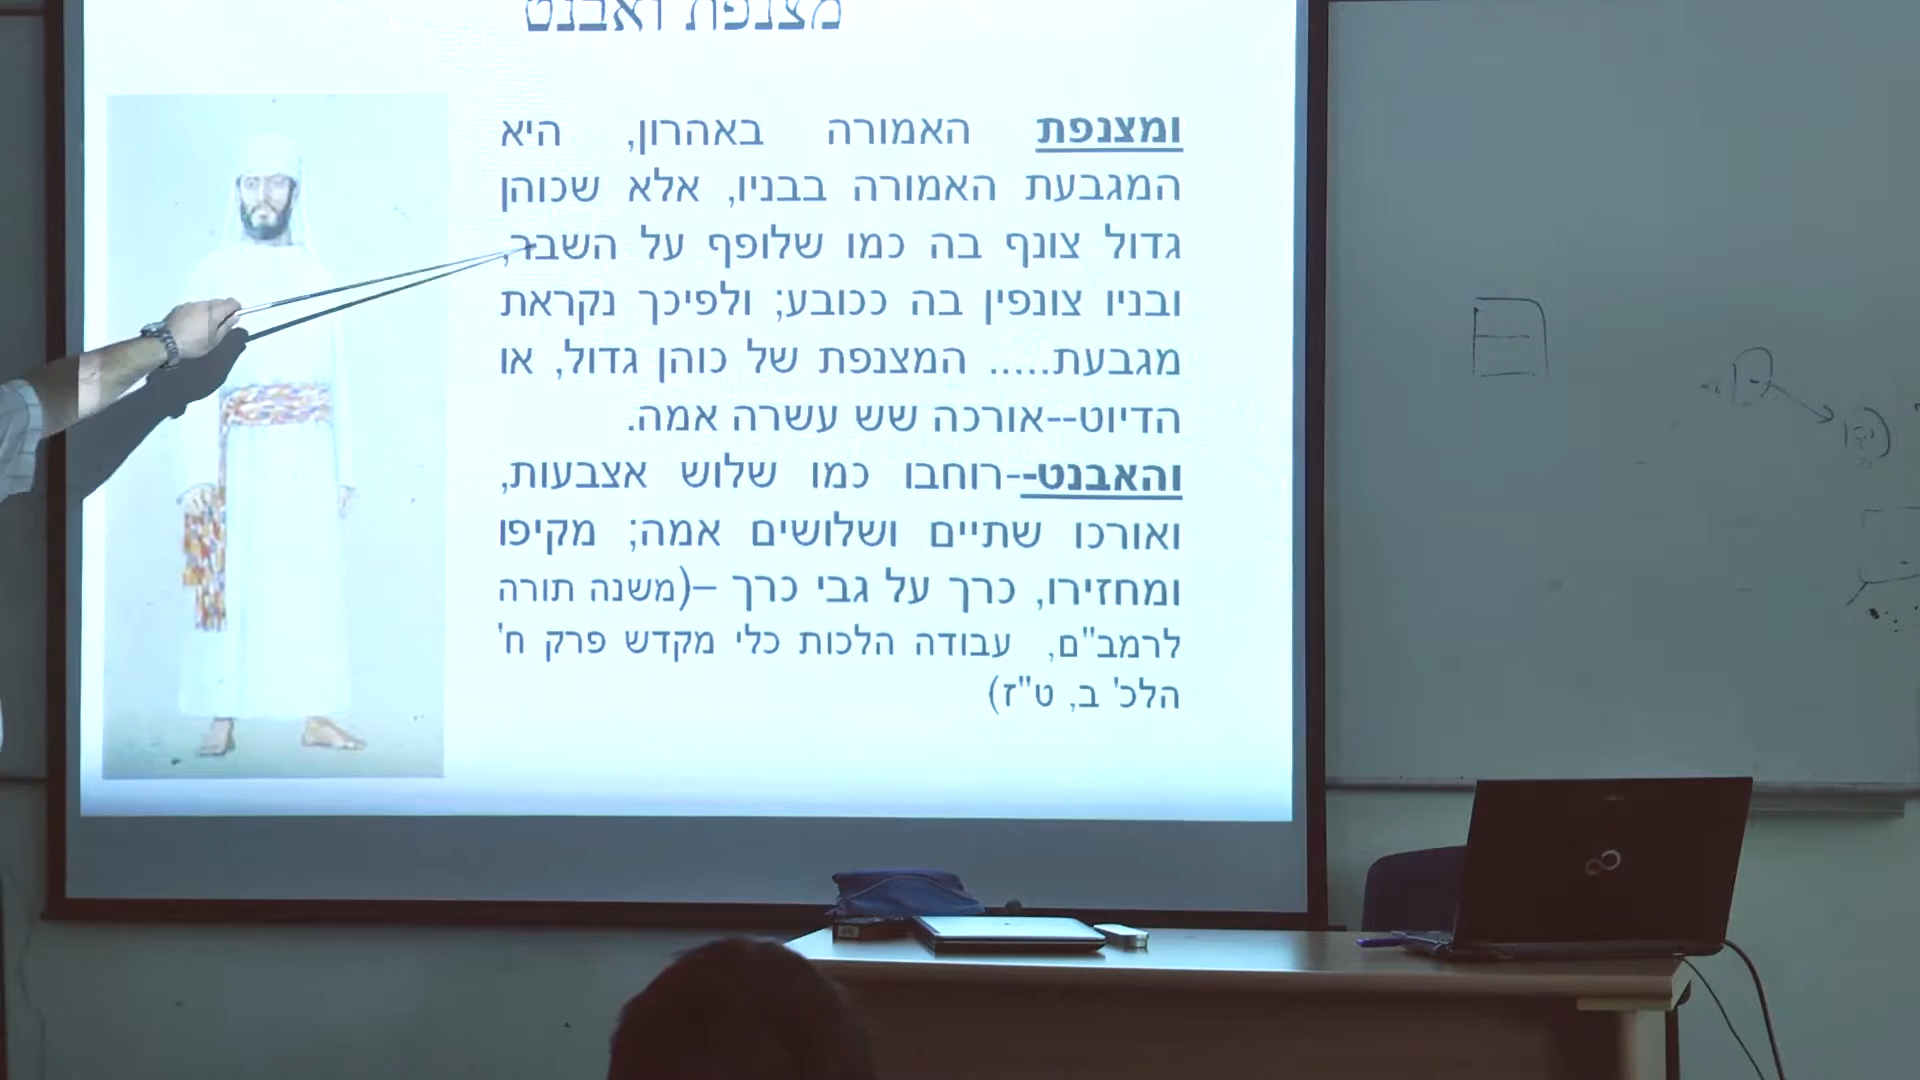 מצנפת ואבנט
ומצנפת האמורה באהרון, היא
המגבעת האמורה בבניו, אלא שכוהן
גדול צונף בה כמו שלופף על השבר,
ובניו צונפין בה ככובע; ולפיכך נקראת
מגבעת..... המצנפת של כוהן גדול, או
הדיוט--אורכה שש עשרה אמה.
והאבנט--רוחבו כמו שלוש אצבעות,
ואורכו שתיים ושלושים אמה; מקיפו
ומחזירו, כרך על גבי כרך –(משנה תורה
לרמב"ם, עבודה הלכות כלי מקדש פרק ח'
הלכ' ב, ט"ז)